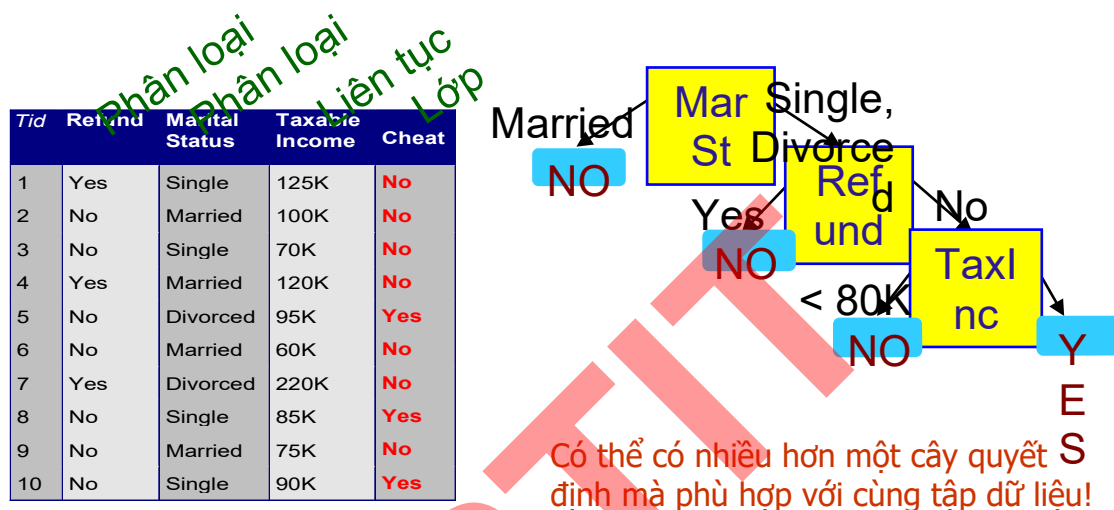 Phân loại
Phân loại
Liên tục
Lớp
Tid Refund Marital Status Taxable Income Cheat
1 Yes Single 125K No
2 No Married 100K No
3 No Single 70K No
4 Yes Married 120K No
5 No Divorced 95K Yes
6 No Married 60K No
7 Yes Divorced 220K No
8 No Single 85K Yes
9 No Married 75K No
10 No Single 90K Yes
Mar
St
Married
Single,
Divorce
d
NO
Ref
und
Yes
No
NO
TaxI
nc
< 80K
NO
Y
E
S
Có thể có nhiều hơn một cây quyết
định mà phù hợp với cùng tập dữ liệu!